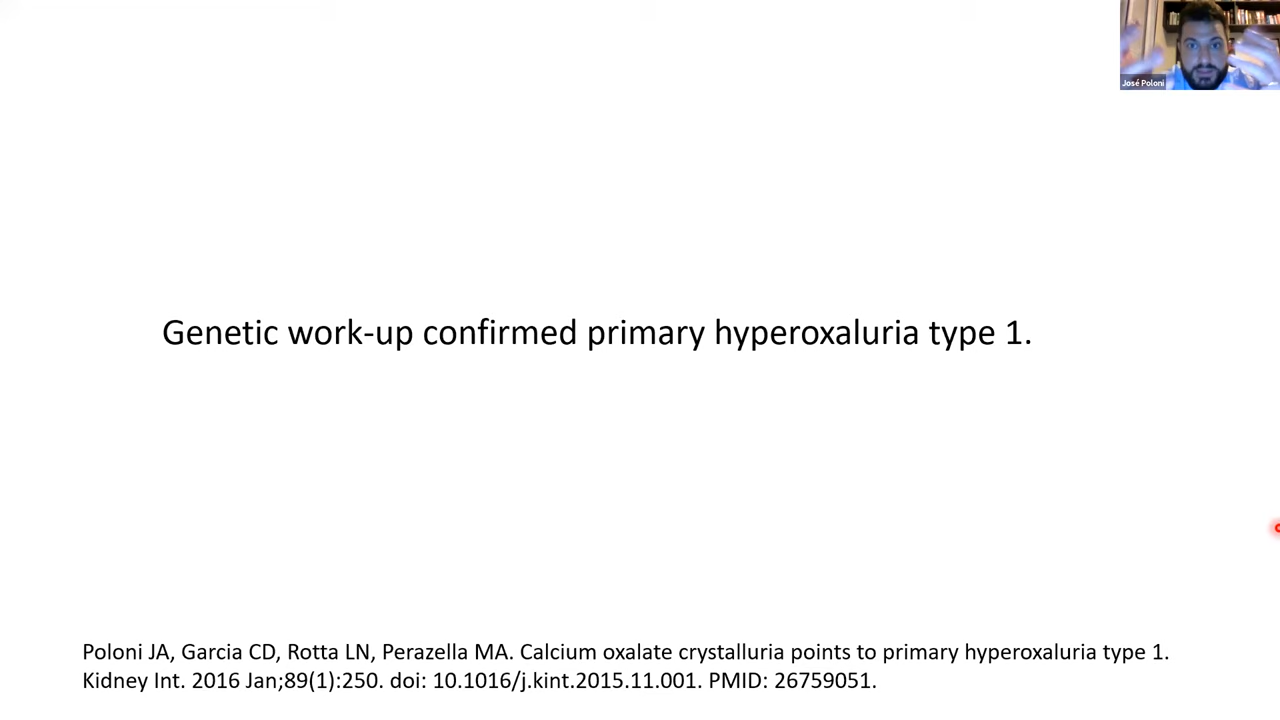 José Poloni
Genetic work-up confirmed primary hyperoxaluria type 1.
Poloni JA, Garcia CD, Rotta LN, Perazella MA. Calcium oxalate crystalluria points to primary hyperoxaluria type 1.
Kidney Int. 2016 Jan;89(1):250. doi: 10.1016/j.kint.2015.11.001. PMID: 26759051.